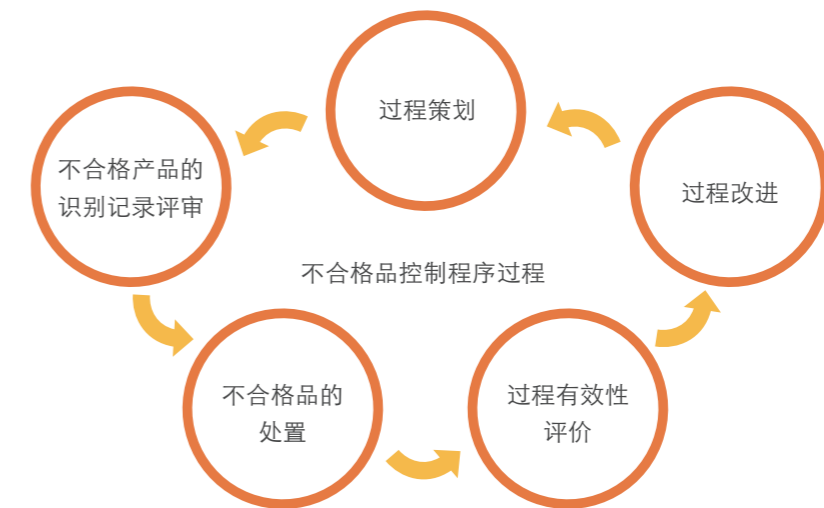 过程策划
不合格产品的
识别记录评审
过程改进
不合格品控制程序过程
不合格品的
处置
过程有效性
评价